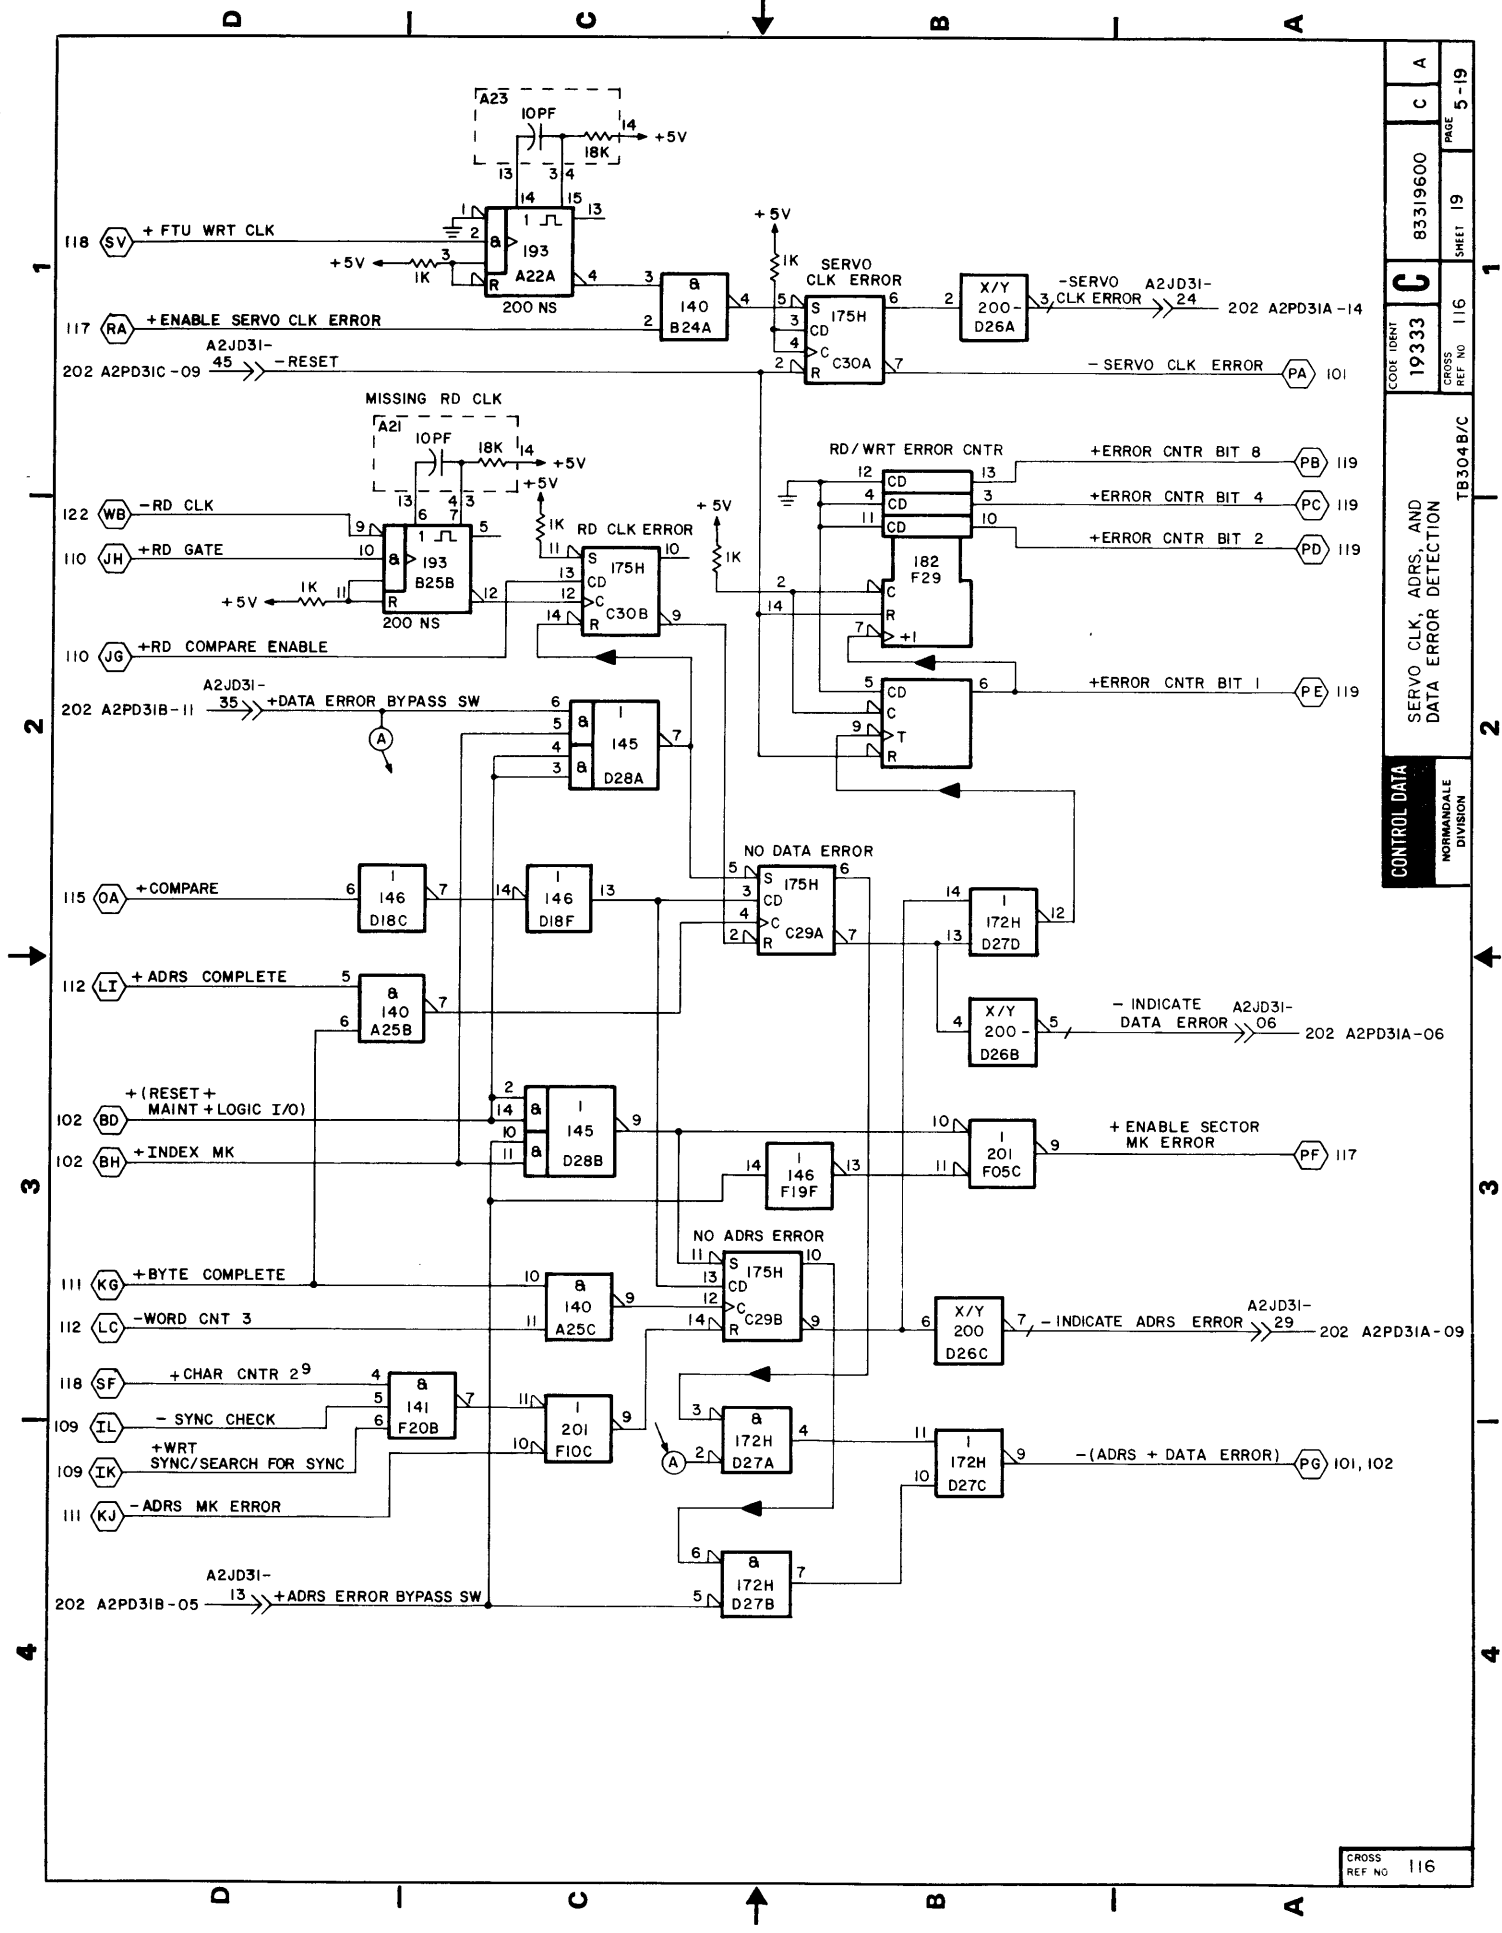 D C B A
A23
10PF
14
+5V
18K
13 3 4
14 15
1 1 13
118 SV + FTU WRT CLK 2 & 193
+5V 1K 3 R A22A 4
200 NS
3 & 140 B24A 4
117 RA +ENABLE SERVO CLK ERROR 2
+5V
1K
SERVO
CLK ERROR
5 S 175H 6
3 CD
4 C
2 R C30A 7
2 X/Y 200- D26A 3
-SERVO
CLK ERROR
A2JD31-
24
202 A2PD31A-14
A2JD31-
202 A2PD31C-09 45 -RESET
- SERVO CLK ERROR PA 101
MISSING RD CLK
A21
10PF 18K 14
+5V
13 4 3
6 7
122 WB -RD CLK 9 1 5
110 JH +RD GATE 10 & 193
B25B
+5V 1K 11 R 12
200 NS
110 JG +RD COMPARE ENABLE
+5V
1K
RD CLK ERROR
11 S 10
175H
13 CD
12 C
C30B
14 R 9
+5V
1K
RD/WRT ERROR CNTR
12 CD 13
4 CD 3
11 CD 10
182
F29
2 C
14 R
7 +1
5 CD 6
C
9 T
R
+ERROR CNTR BIT 8 PB 119
+ERROR CNTR BIT 4 PC 119
+ERROR CNTR BIT 2 PD 119
+ERROR CNTR BIT 1 PE 119
A2JD31-
202 A2PD31B-11 35 +DATA ERROR BYPASS SW
A
6 & 1
5 145 7
4 &
3 D28A
115 OA +COMPARE 6 1 146 D18C 7
14 1 146 D18F 13
NO DATA ERROR
5 S 175H 6
3 CD
4 C
2 R C29A 7
14 1
172H 12
13 D27D
112 LI + ADRS COMPLETE 5
& 140 A25B 7
6
4 X/Y 200- D26B 5
- INDICATE
DATA ERROR
A2JD31-
06
202 A2PD31A-06
+(RESET +
MAINT + LOGIC I/O)
102 BD
102 BH +INDEX MK
2 14 & 1
10 11 & 145 9
D28B
14 1 146 F19F 13
10 1
11 201 9
F05C
+ ENABLE SECTOR
MK ERROR PF 117
NO ADRS ERROR
11 S 10
175H
13 CD
12 C
14 R C29B 9
111 KG +BYTE COMPLETE 10
& 140 A25C 9
112 LC -WORD CNT 3 11
6 X/Y 200 D26C 7
-INDICATE ADRS ERROR
A2JD31-
29
202 A2PD31A-09
118 SF +CHAR CNTR 2⁹ 4
109 IL - SYNC CHECK 5
& 141 F20B 7
6
+WRT
109 IK SYNC/SEARCH FOR SYNC
11 1
201 9
10 F10C
111 KJ -ADRS MK ERROR
3 & 172H 4
A 2 D27A
11 1
172H 9
10 D27C
-(ADRS + DATA ERROR) PG 101, 102
6 & 172H 7
5 D27B
A2JD31-
202 A2PD31B-05 13 +ADRS ERROR BYPASS SW
1 2 3 4
1 2 3 4
D C B A
C A
83319600
PAGE 5-19
SHEET 19
CODE IDENT
19333
C
CROSS
REF NO 116
SERVO CLK, ADRS, AND
DATA ERROR DETECTION
TB304B/C
CONTROL DATA
NORMANDALE
DIVISION
CROSS
REF NO 116